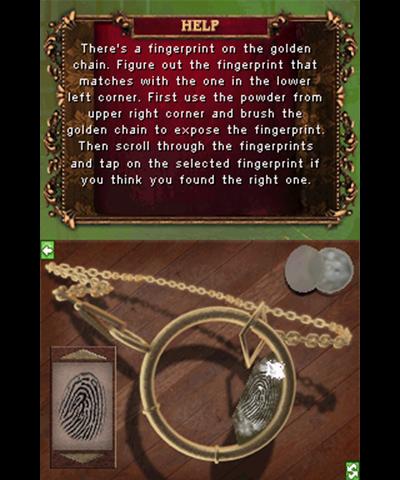 HELP
There's a fingerprint on the golden
chain. Figure out the fingerprint that
matches with the one in the lower
left corner. First use the powder from
upper right corner and brush the
golden chain to expose the fingerprint.
Then scroll through the fingerprints
and tap on the selected fingerprint if
you think you found the right one.